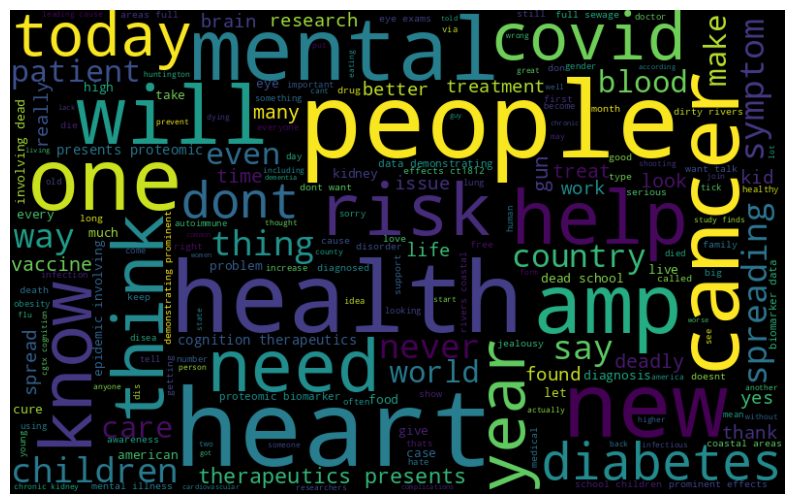 today
mental
covid
patient
brain
research
areas full
eye exams
told
via
still
full sewage
doctor
wrong
make
symptom
really
high
huntington
eye
important
eating
take
better
treatment
blood
gender
don
great
according
will
people
cancer
many
drug
cant
well
first
month
become
chronic
may
dirty rivers
lack
die
prevent
dying
everyone
guy
living
presents proteomic
involving dead
one
even
time
kidney
day
including
dementia
data demonstrating
effects ct1812
dont want
lung
issue
gun
treat
type
good
shooting
work
look
kid
want talk
join
lot
tick
healthy
serious
old
dont
risk
help
way
every
long
much
think
demonstrating prominent
thing
autoimmune
thought
sorry
love
life
human
study finds
died
family
vaccine
infection
come
right
county
cause
disorder
free
country
live
called
big
death
keep
problem
increase
diagnosed
support
idea
looking
start
rivers coastal
dead school
know
health
amp
spreading
biomarker data
obesity
flu
spread
epidemic involving
disea
state
women
common
form
worse
see
cgtx cognition
tell
number
person
getting
cognition therapeutics
never
say
jealousy
deadly
america
doesnt
anyone
dis
need
world
found
diagnosis
another
cure
using
care
proteomic biomarker
often
food
show
year
new
let
mean
without
yes
young
awareness
american
two
got
heart
someone
give
thats
case
hate
actually
higher
medical
back
infectious
coastal areas
thank
children
therapeutics presents
diabetes
chronic kidney
mental illness
cardiovascular
researchers
complications
school children
prominent effects